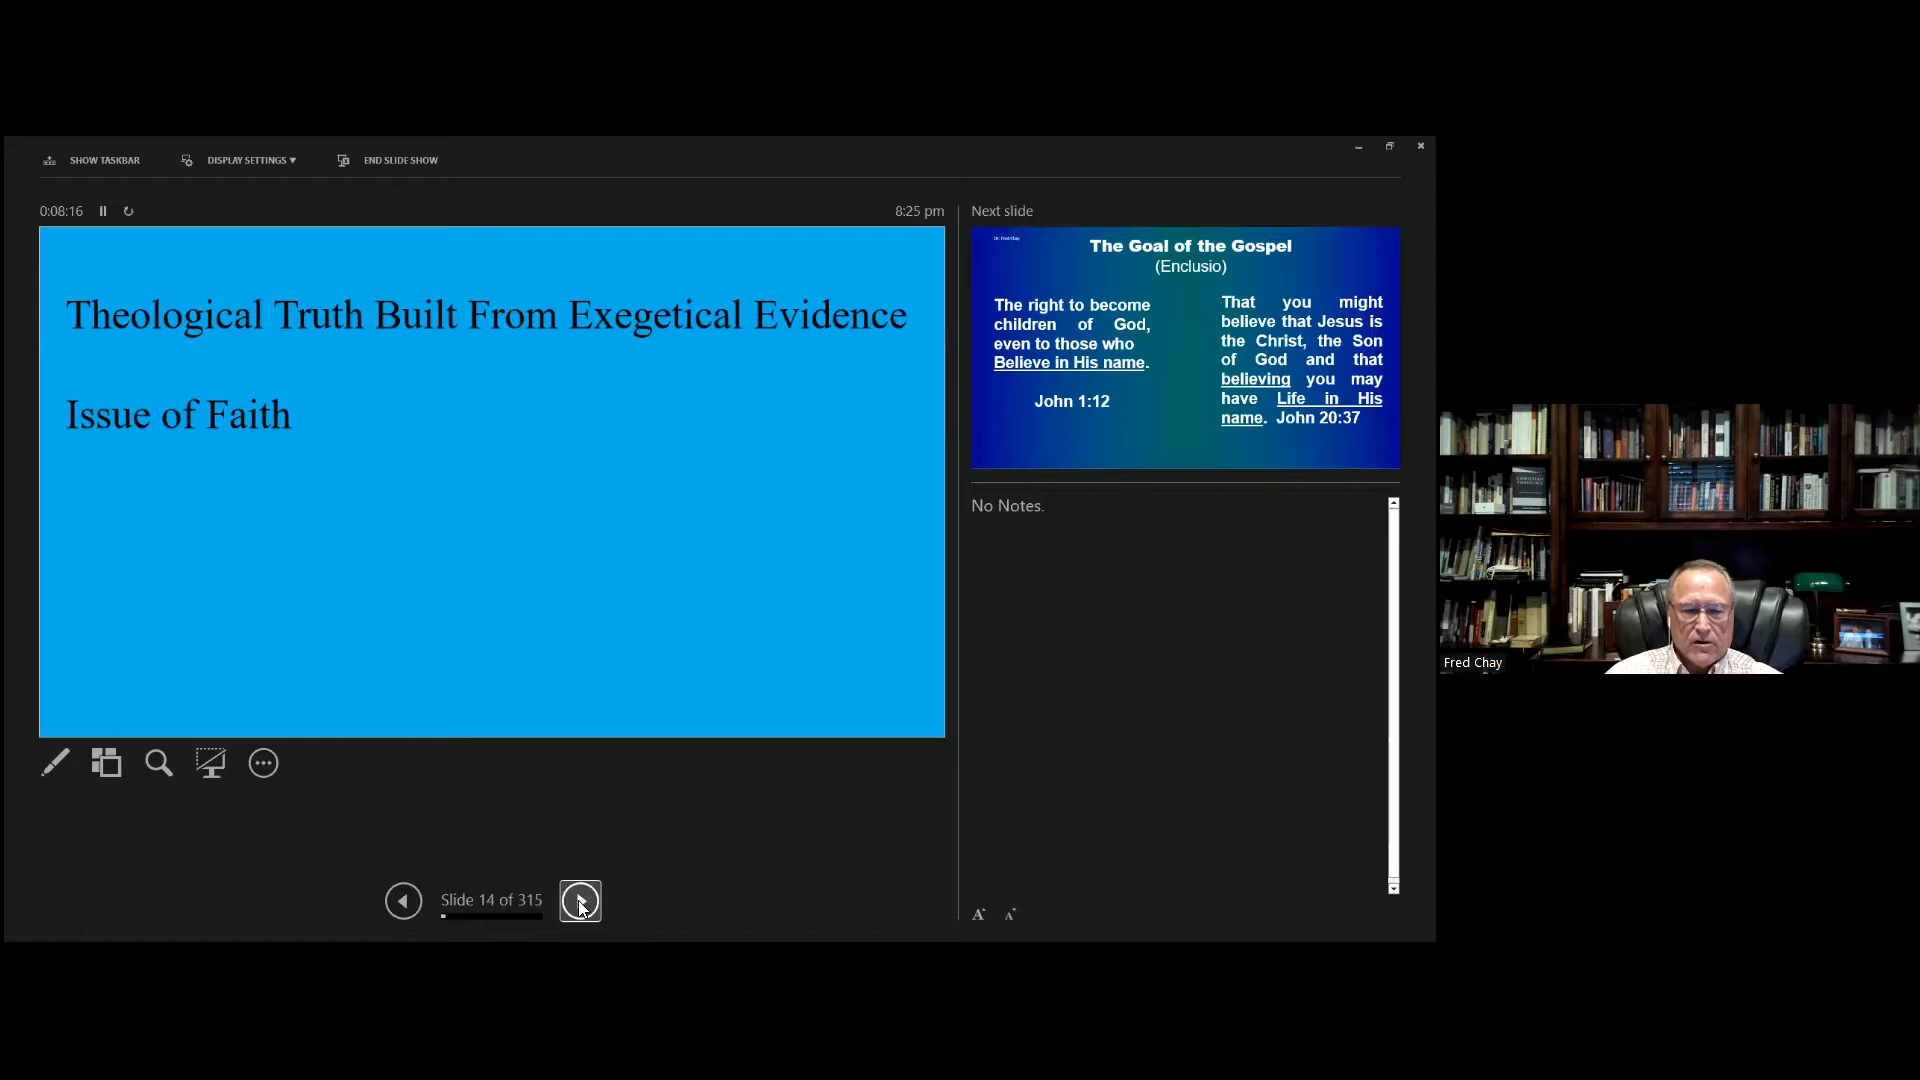 SHOW TASKBAR
DISPLAY SETTINGS ▼
END SLIDE SHOW
0:08:16
8:25 pm
Theological Truth Built From Exegetical Evidence
Issue of Faith
Slide 14 of 315
Next slide
Dr. Fred Chay
The Goal of the Gospel
(Enclusio)
The right to become
children of God,
even to those who
Believe in His name.
John 1:12
That you might
believe that Jesus is
the Christ, the Son
of God and that
believing you may
have Life in His
name. John 20:37
No Notes.
A A
Fred Chay